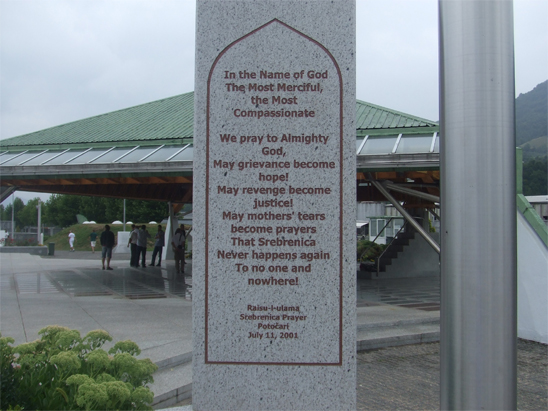 In the Name of God
The Most Merciful,
the Most
Compassionate
We pray to Almighty
God,
May grievance become
hope!
May revenge become
justice!
May mothers' tears
become prayers
That Srebrenica
Never happens again
To no one and
nowhere!
Raisu-l-ulama
Srebrenica Prayer
Potočari
July 11, 2001